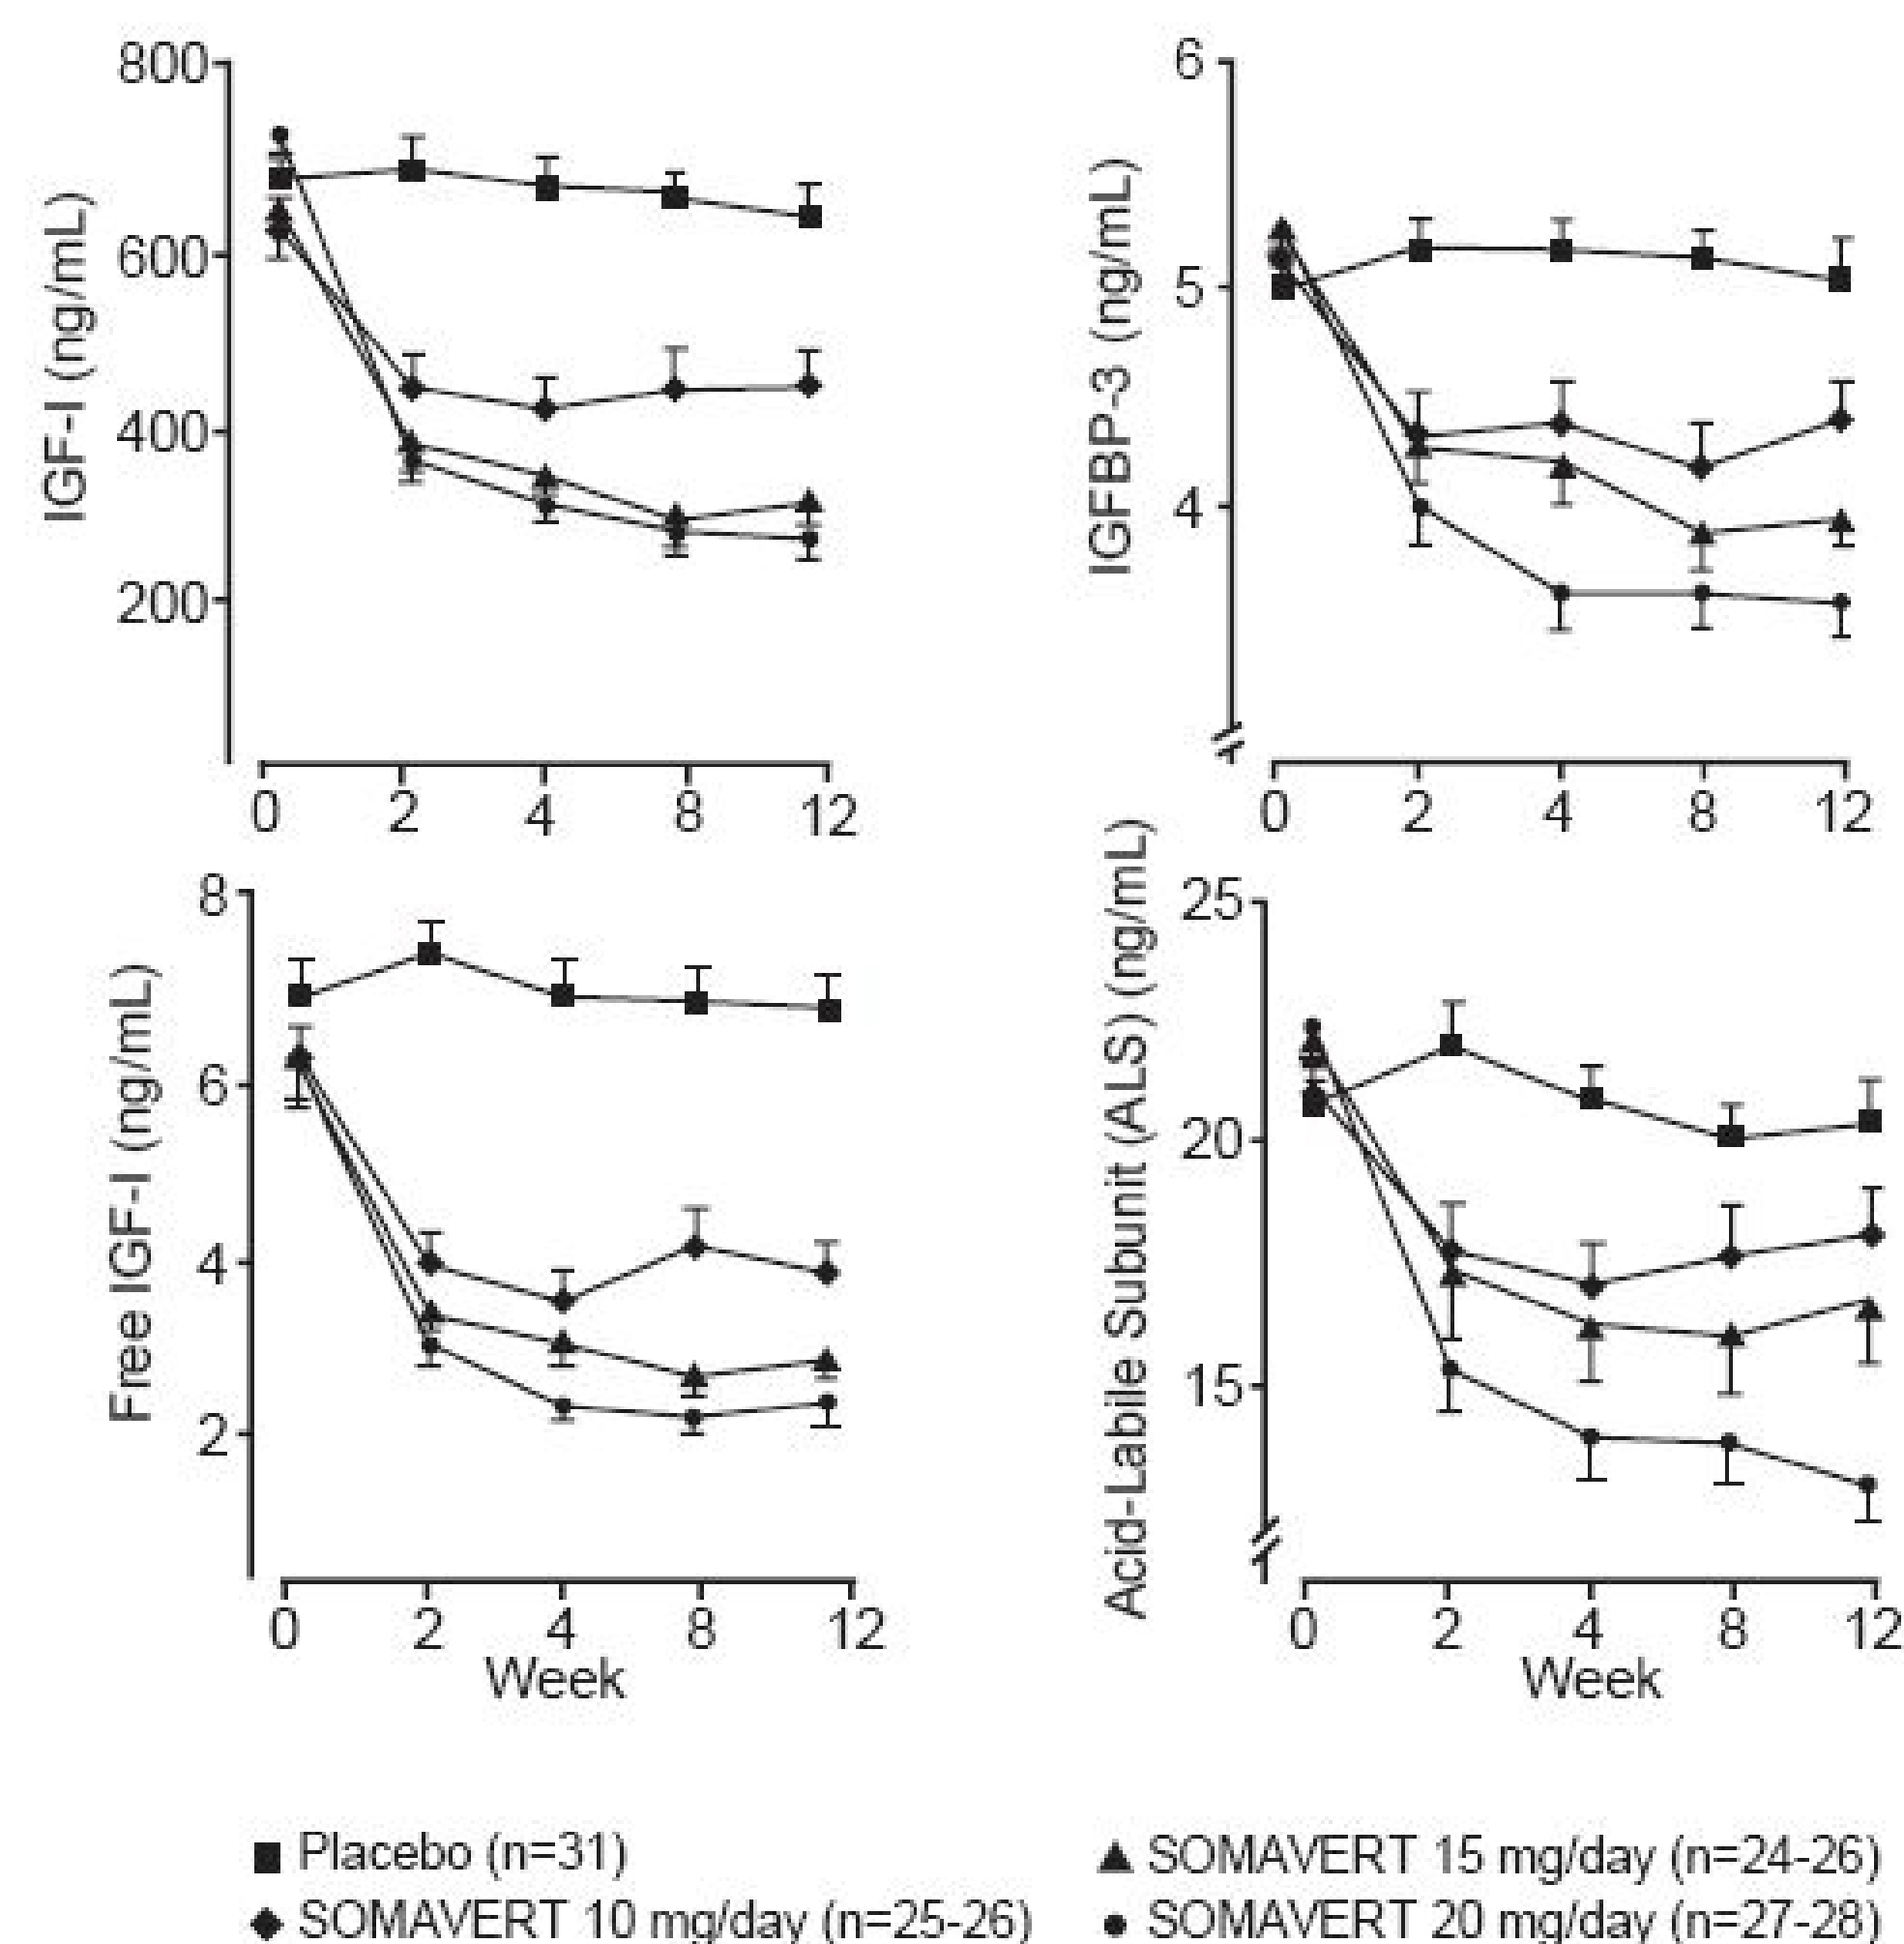 IGF-I (ng/mL)
800
600
400
200
0 2 4 8 12
IGFBP-3 (ng/mL)
6
5
4
0 2 4 8 12
Free IGF-I (ng/mL)
8
6
4
2
0 2 4 8 12
Week
Acid-Labile Subunit (ALS) (ng/mL)
25
20
15
0 2 4 8 12
Week
Placebo (n=31)
SOMAVERT 10 mg/day (n=25-26)
SOMAVERT 15 mg/day (n=24-26)
SOMAVERT 20 mg/day (n=27-28)